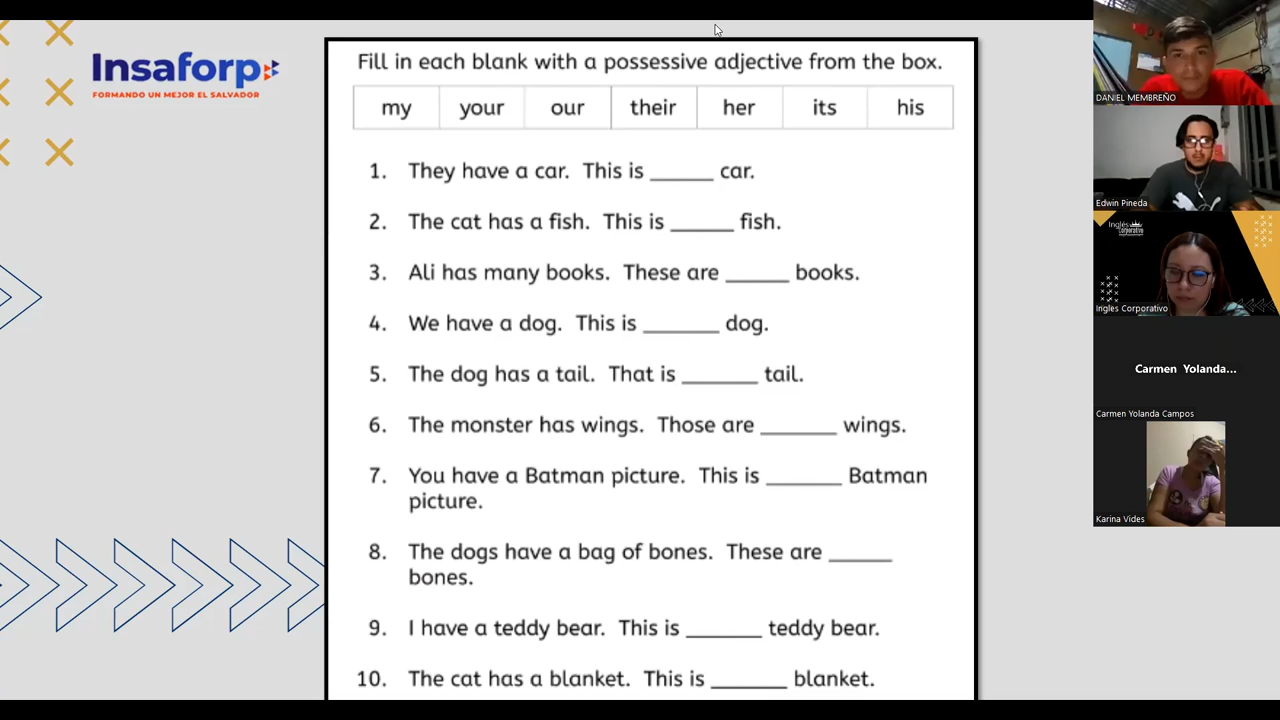 Insaforp
FORMANDO UN MEJOR EL SALVADOR
Fill in each blank with a possessive adjective from the box.
my your our their her its his
1. They have a car. This is ______ car.
2. The cat has a fish. This is ______ fish.
3. Ali has many books. These are ______ books.
4. We have a dog. This is _______ dog.
5. The dog has a tail. That is _______ tail.
6. The monster has wings. Those are _______ wings.
7. You have a Batman picture. This is _______ Batman
picture.
8. The dogs have a bag of bones. These are ______
bones.
9. I have a teddy bear. This is _______ teddy bear.
10. The cat has a blanket. This is _______ blanket.
DANIEL MEMBREÑO
Edwin Pineda
Inglés
Corporativo
Ingles Corporativo
Carmen Yolanda...
Carmen Yolanda Campos
Karina Vides